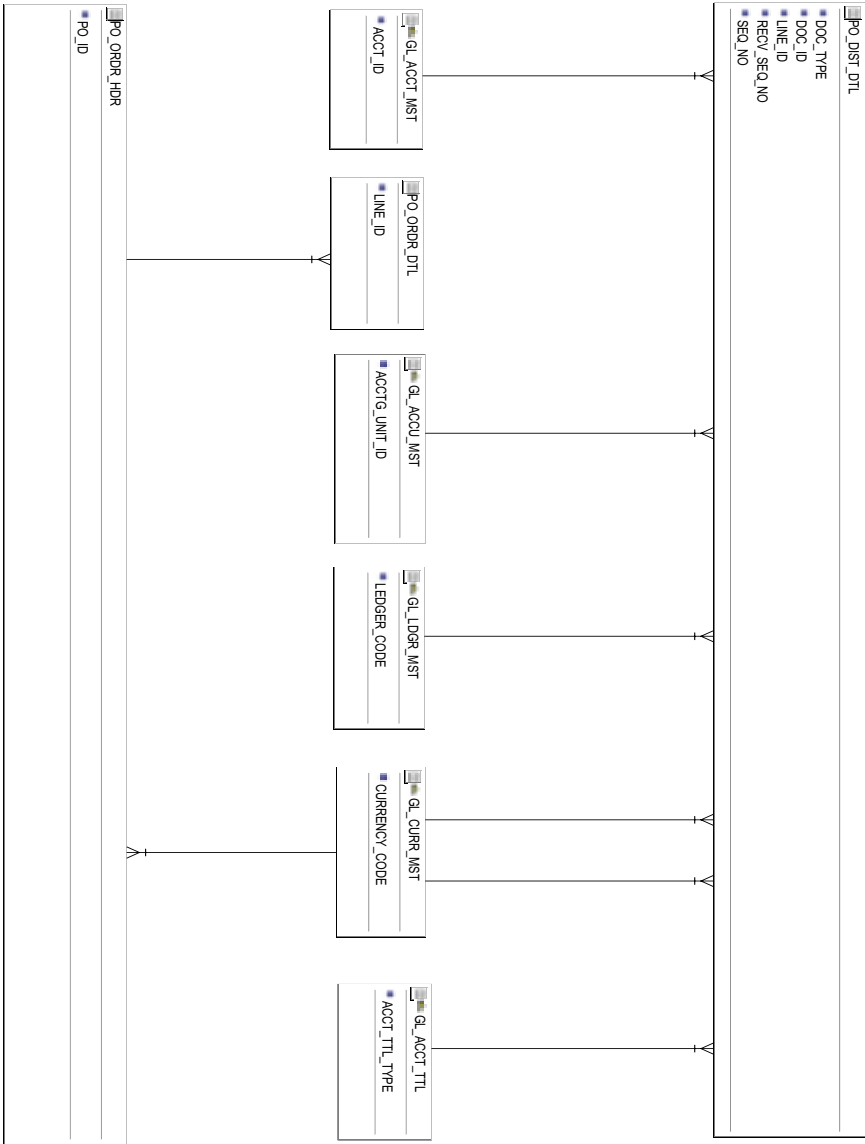 PO_DIST_DTL
DOC_TYPE
DOC_ID
LINE_ID
RECV_SEQ_NO
SEQ_NO
GL_ACCT_MST
ACCT_ID
PO_ORDR_DTL
LINE_ID
GL_ACCU_MST
ACCTG_UNIT_ID
GL_LDGR_MST
LEDGER_CODE
GL_CURR_MST
CURRENCY_CODE
GL_ACCT_TTL
ACCT_TTL_TYPE
PO_ORDR_HDR
PO_ID